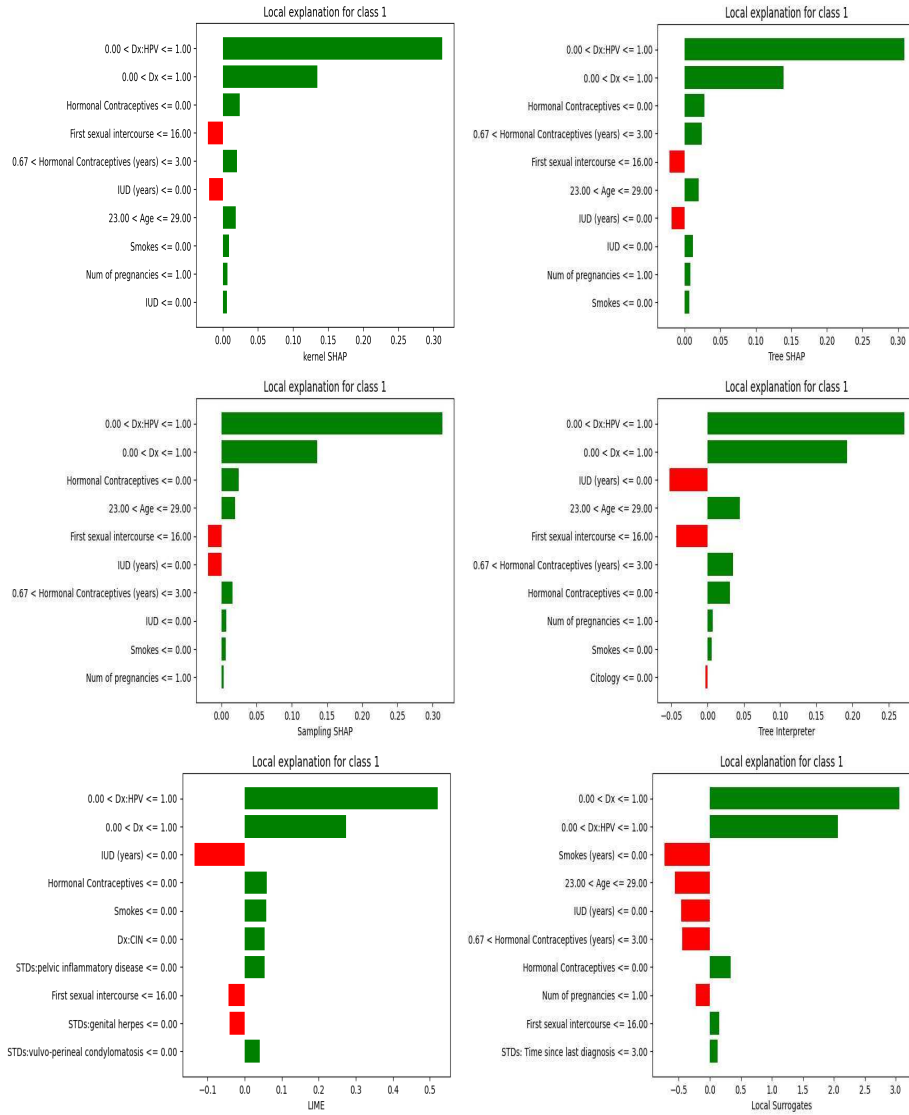 Local explanation for class 1
0.00 < Dx:HPV <= 1.00
0.00 < Dx <= 1.00
Hormonal Contraceptives <= 0.00
First sexual intercourse <= 16.00
0.67 < Hormonal Contraceptives (years) <= 3.00
IUD (years) <= 0.00
23.00 < Age <= 29.00
Smokes <= 0.00
Num of pregnancies <= 1.00
IUD <= 0.00
0.00 0.05 0.10 0.15 0.20 0.25 0.30
kernel SHAP
Local explanation for class 1
0.00 < Dx:HPV <= 1.00
0.00 < Dx <= 1.00
Hormonal Contraceptives <= 0.00
0.67 < Hormonal Contraceptives (years) <= 3.00
First sexual intercourse <= 16.00
23.00 < Age <= 29.00
IUD (years) <= 0.00
IUD <= 0.00
Num of pregnancies <= 1.00
Smokes <= 0.00
0.00 0.05 0.10 0.15 0.20 0.25 0.30
Tree SHAP
Local explanation for class 1
0.00 < Dx:HPV <= 1.00
0.00 < Dx <= 1.00
Hormonal Contraceptives <= 0.00
23.00 < Age <= 29.00
First sexual intercourse <= 16.00
IUD (years) <= 0.00
0.67 < Hormonal Contraceptives (years) <= 3.00
IUD <= 0.00
Smokes <= 0.00
Num of pregnancies <= 1.00
0.00 0.05 0.10 0.15 0.20 0.25 0.30
Sampling SHAP
Local explanation for class 1
0.00 < Dx:HPV <= 1.00
0.00 < Dx <= 1.00
IUD (years) <= 0.00
23.00 < Age <= 29.00
First sexual intercourse <= 16.00
0.67 < Hormonal Contraceptives (years) <= 3.00
Hormonal Contraceptives <= 0.00
Num of pregnancies <= 1.00
Smokes <= 0.00
Citology <= 0.00
−0.05 0.00 0.05 0.10 0.15 0.20 0.25
Tree Interpreter
Local explanation for class 1
0.00 < Dx:HPV <= 1.00
0.00 < Dx <= 1.00
IUD (years) <= 0.00
Hormonal Contraceptives <= 0.00
Smokes <= 0.00
Dx:CIN <= 0.00
STDs:pelvic inflammatory disease <= 0.00
First sexual intercourse <= 16.00
STDs:genital herpes <= 0.00
STDs:vulvo-perineal condylomatosis <= 0.00
−0.1 0.0 0.1 0.2 0.3 0.4 0.5
LIME
Local explanation for class 1
0.00 < Dx <= 1.00
0.00 < Dx:HPV <= 1.00
Smokes (years) <= 0.00
23.00 < Age <= 29.00
IUD (years) <= 0.00
0.67 < Hormonal Contraceptives (years) <= 3.00
Hormonal Contraceptives <= 0.00
Num of pregnancies <= 1.00
First sexual intercourse <= 16.00
STDs: Time since last diagnosis <= 3.00
−0.5 0.0 0.5 1.0 1.5 2.0 2.5 3.0
Local Surrogates